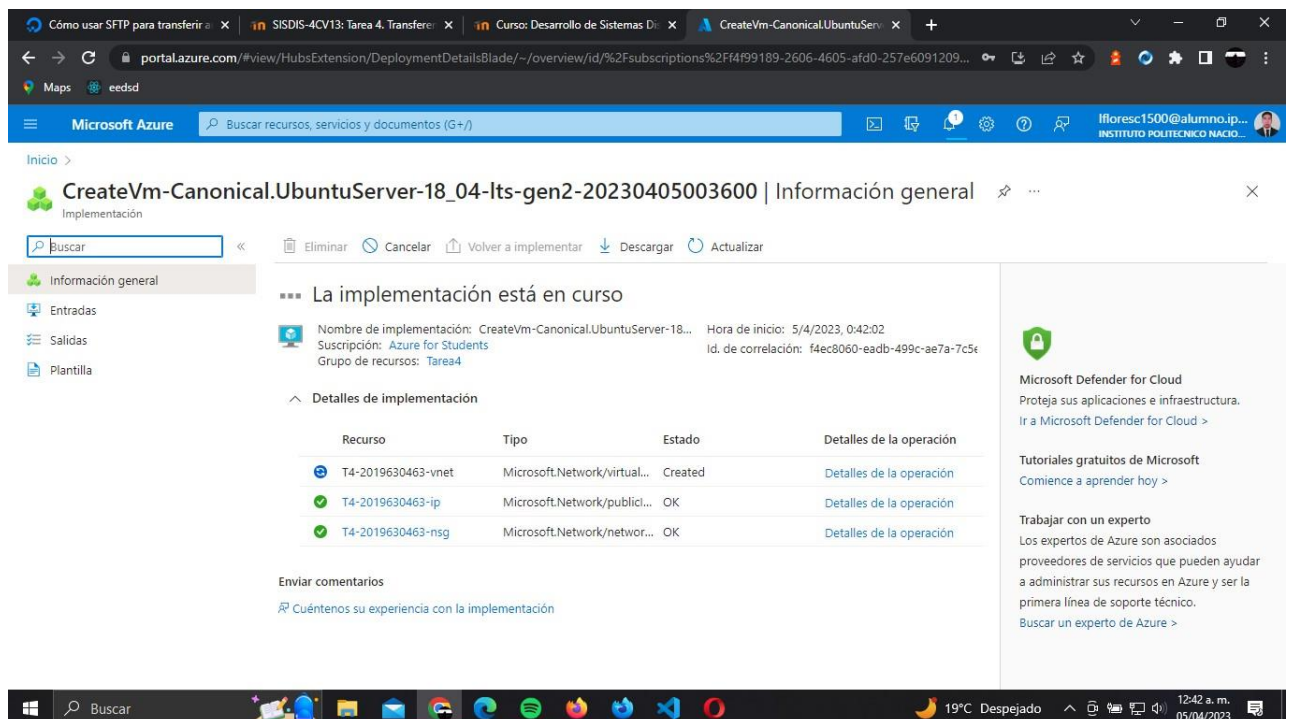 Cómo usar SFTP para transferir a
SISDIS-4CV13: Tarea 4. Transferen
Curso: Desarrollo de Sistemas Di
CreateVm-Canonical.UbuntuServ
portal.azure.com/#view/HubsExtension/DeploymentDetailsBlade/~/overview/id/%2Fsubscriptions%2Ff4f99189-2606-4605-afd0-257e6091209...
Maps eedsd
Microsoft Azure
Buscar recursos, servicios y documentos (G+/)
1
lfloresc1500@alumno.ip...
INSTITUTO POLITECNICO NACIO...
Inicio >
CreateVm-Canonical.UbuntuServer-18_04-lts-gen2-20230405003600 | Información general ...
Implementación
Buscar
«
Eliminar Cancelar Volver a implementar Descargar Actualizar
Información general
Entradas
Salidas
Plantilla
La implementación está en curso
Nombre de implementación: CreateVm-Canonical.UbuntuServer-18...
Suscripción: Azure for Students
Grupo de recursos: Tarea4
Hora de inicio: 5/4/2023, 0:42:02
Id. de correlación: f4ec8060-eadb-499c-ae7a-7c5e
Detalles de implementación
Recurso Tipo Estado Detalles de la operación
T4-2019630463-vnet Microsoft.Network/virtual... Created Detalles de la operación
T4-2019630463-ip Microsoft.Network/publicI... OK Detalles de la operación
T4-2019630463-nsg Microsoft.Network/networ... OK Detalles de la operación
Enviar comentarios
Cuéntenos su experiencia con la implementación
Microsoft Defender for Cloud
Proteja sus aplicaciones e infraestructura.
Ir a Microsoft Defender for Cloud >
Tutoriales gratuitos de Microsoft
Comience a aprender hoy >
Trabajar con un experto
Los expertos de Azure son asociados
proveedores de servicios que pueden ayudar
a administrar sus recursos en Azure y ser la
primera línea de soporte técnico.
Buscar un experto de Azure >
Buscar
19°C Despejado
12:42 a. m.
05/04/2023